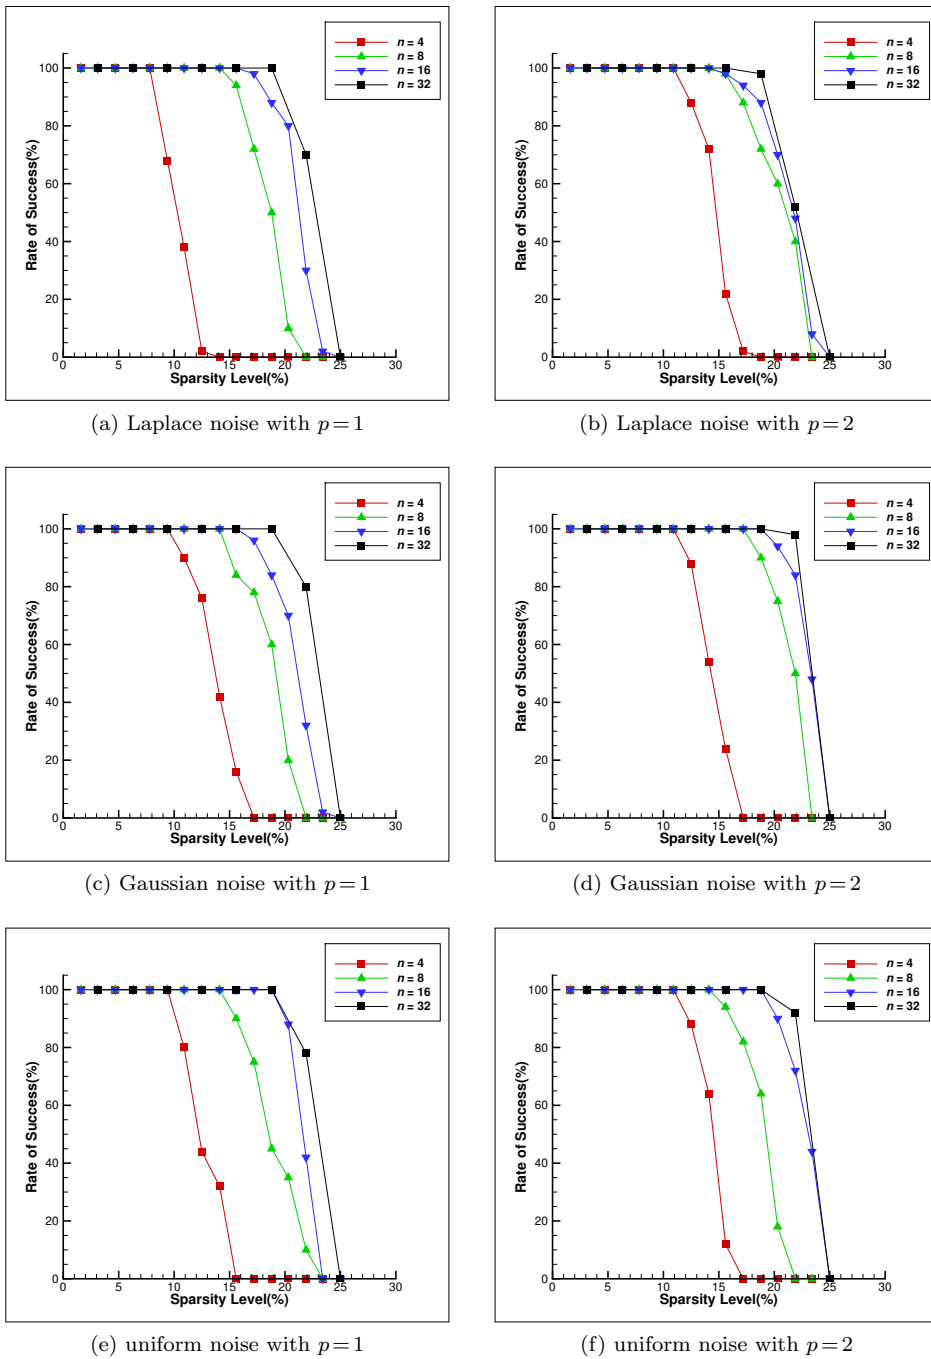 n = 4
n = 8
n = 16
n = 32
Rate of Success(%)
100
80
60
40
20
0
0 5 10 15 20 25 30
Sparsity Level(%)
(a) Laplace noise with p = 1
n = 4
n = 8
n = 16
n = 32
Rate of Success(%)
100
80
60
40
20
0
0 5 10 15 20 25 30
Sparsity Level(%)
(b) Laplace noise with p = 2
n = 4
n = 8
n = 16
n = 32
Rate of Success(%)
100
80
60
40
20
0
0 5 10 15 20 25 30
Sparsity Level(%)
(c) Gaussian noise with p = 1
n = 4
n = 8
n = 16
n = 32
Rate of Success(%)
100
80
60
40
20
0
0 5 10 15 20 25 30
Sparsity Level(%)
(d) Gaussian noise with p = 2
n = 4
n = 8
n = 16
n = 32
Rate of Success(%)
100
80
60
40
20
0
0 5 10 15 20 25 30
Sparsity Level(%)
(e) uniform noise with p = 1
n = 4
n = 8
n = 16
n = 32
Rate of Success(%)
100
80
60
40
20
0
0 5 10 15 20 25 30
Sparsity Level(%)
(f) uniform noise with p = 2